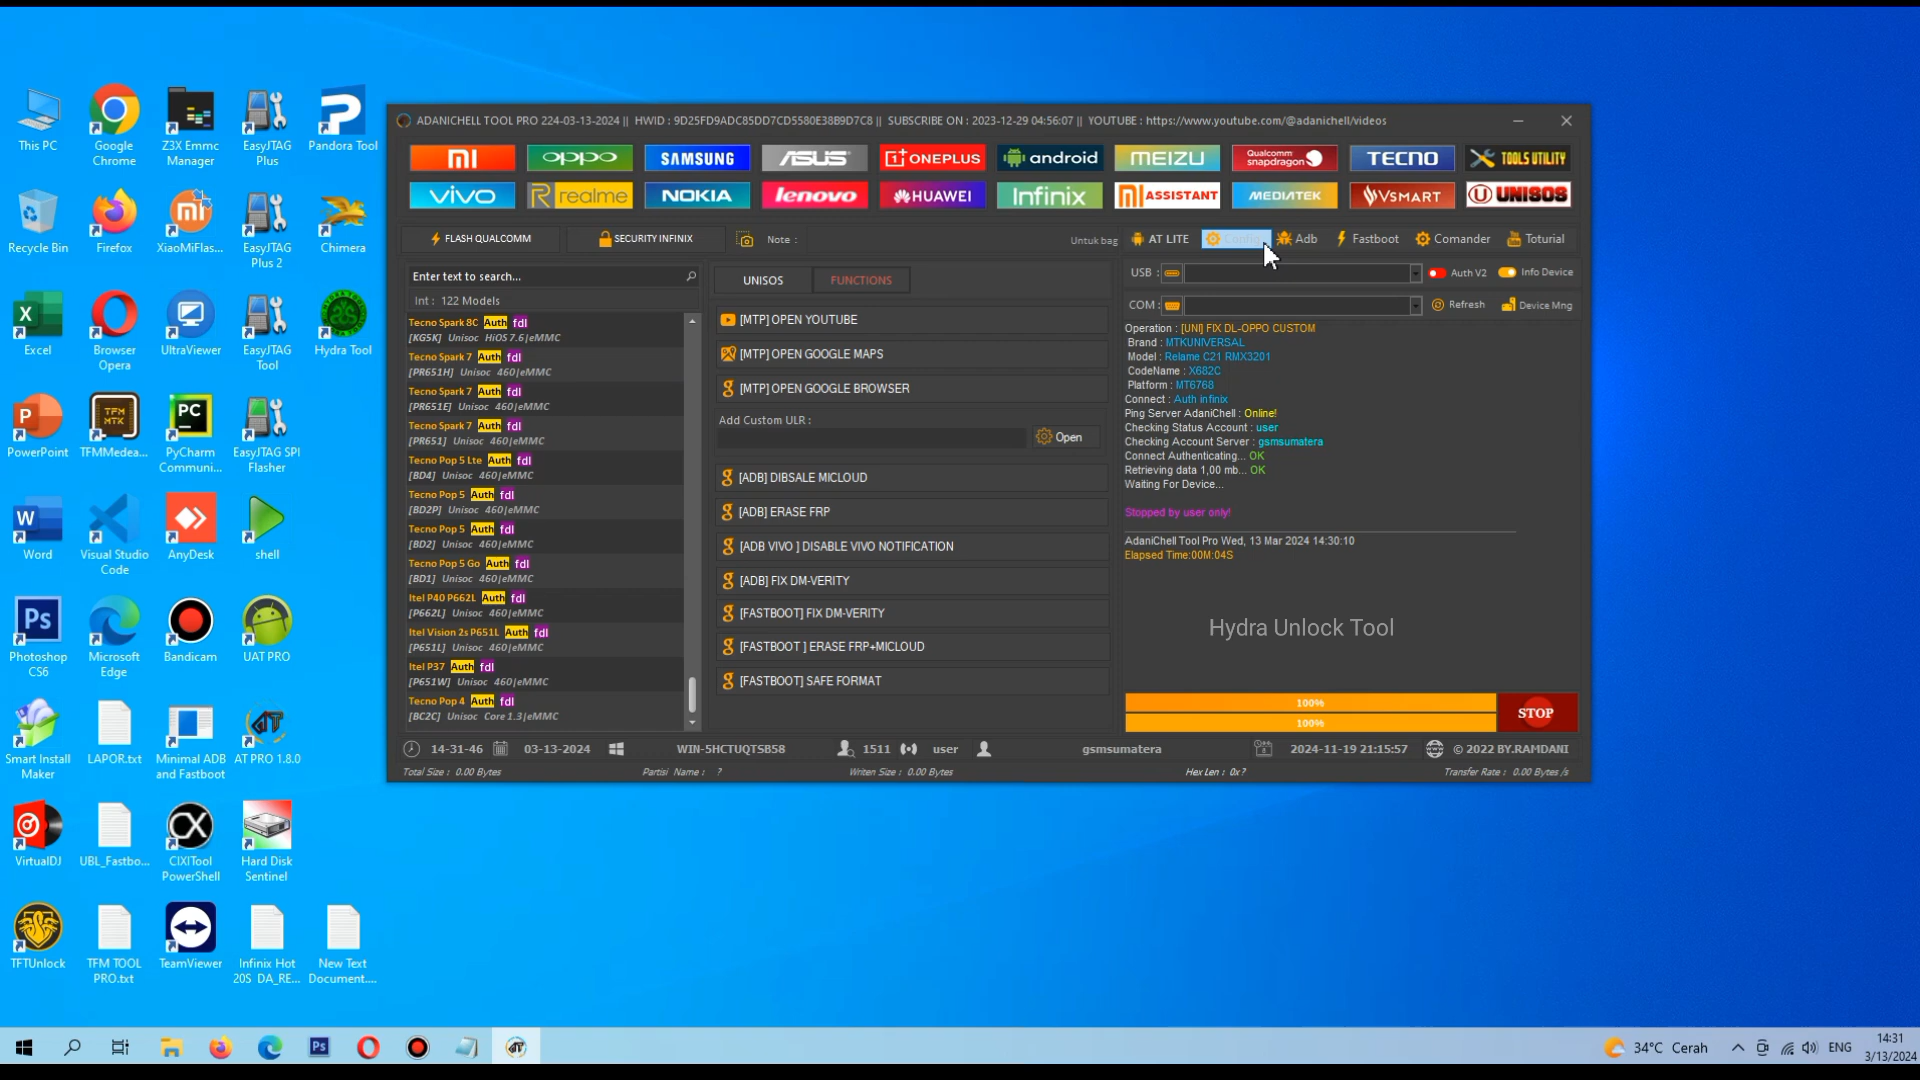 This PC
Google
Chrome
Z3X Emmc
Manager
EasyJTAG
Plus
Pandora Tool
Recycle Bin
Firefox
XiaoMiFlas...
EasyJTAG
Plus 2
Chimera
Excel
Browser
Opera
UltraViewer
EasyJTAG
Tool
Hydra Tool
PowerPoint
TFMMedea...
PyCharm
Communi...
EasyJTAG SPI
Flasher
Word
Visual Studio
Code
AnyDesk
shell
Photoshop
CS6
Microsoft
Edge
Bandicam
UAT PRO
Smart Install
Maker
LAPOR.txt
Minimal ADB
and Fastboot
AT PRO 1.8.0
VirtualDJ
UBL_Fastbo...
CIXITool
PowerShell
Hard Disk
Sentinel
TFTUnlock
TFM TOOL
PRO.txt
TeamViewer
Infinix Hot
20S DA_RE...
New Text
Document....
ADANICHELL TOOL PRO 224-03-13-2024 || HWID : 9D25FD9ADC85DD7CD5580E38B9D7C8 || SUBSCRIBE ON : 2023-12-29 04:56:07 || YOUTUBE : https://www.youtube.com/@adanichell/videos
mi oppo SAMSUNG ASUS ONEPLUS android MEIZU Qualcomm snapdragon TECNO TOOLS UTILITY
vivo realme NOKIA lenovo HUAWEI Infinix mi ASSISTANT MEDIATEK VSMART UNISOS
FLASH QUALCOMM SECURITY INFINIX Note : Untuk bag AT LITE Adb Fastboot Comander Toturial
Enter text to search...
Int : 122 Models
Tecno Spark 8C Auth fdl
[KG5K] Unisoc HiOS 7.6|eMMC
Tecno Spark 7 Auth fdl
[PR651H] Unisoc 460|eMMC
Tecno Spark 7 Auth fdl
[PR651E] Unisoc 460|eMMC
Tecno Spark 7 Auth fdl
[PR651] Unisoc 460|eMMC
Tecno Pop 5 Lte Auth fdl
[BD4] Unisoc 460|eMMC
Tecno Pop 5 Auth fdl
[BD2P] Unisoc 460|eMMC
Tecno Pop 5 Auth fdl
[BD2] Unisoc 460|eMMC
Tecno Pop 5 Go Auth fdl
[BD1] Unisoc 460|eMMC
Itel P40 P662L Auth fdl
[P662L] Unisoc 460|eMMC
Itel Vision 2s P651L Auth fdl
[P651L] Unisoc 460|eMMC
Itel P37 Auth fdl
[P651W] Unisoc 460|eMMC
Tecno Pop 4 Auth fdl
[BC2C] Unisoc Core 1.3|eMMC
UNISOS FUNCTIONS
[MTP] OPEN YOUTUBE
[MTP] OPEN GOOGLE MAPS
[MTP] OPEN GOOGLE BROWSER
Add Custom ULR :
Open
[ADB] DIBSALE MICLOUD
[ADB] ERASE FRP
[ADB VIVO ] DISABLE VIVO NOTIFICATION
[ADB] FIX DM-VERITY
[FASTBOOT] FIX DM-VERITY
[FASTBOOT ] ERASE FRP+MICLOUD
[FASTBOOT] SAFE FORMAT
USB : Auth V2 Info Device
COM : Refresh Device Mng
Operation : [UNI] FIX DL-OPPO CUSTOM
Brand : MTKUNIVERSAL
Model : Relame C21 RMX3201
CodeName : X682C
Platform : MT6768
Connect : Auth infinix
Ping Server AdaniChell : Online!
Checking Status Account : user
Checking Account Server : gsmsumatera
Connect Authenticating... OK
Retrieving data 1,00 mb... OK
Waiting For Device...
Stopped by user only!
AdaniChell Tool Pro Wed, 13 Mar 2024 14:30:10
Elapsed Time:00M:04S
Hydra Unlock Tool
100%
100%
STOP
14-31-46 03-13-2024 WIN-5HCTUQTSB58 1511 user gsmsumatera 2024-11-19 21:15:57 © 2022 BY.RAMDANI
Total Size : 0.00 Bytes Partisi Name : ? Writen Size : 0.00 Bytes Hex Len : 0x? Transfer Rate : 0.00 Bytes /s
34°C Cerah ENG
14:31
3/13/2024